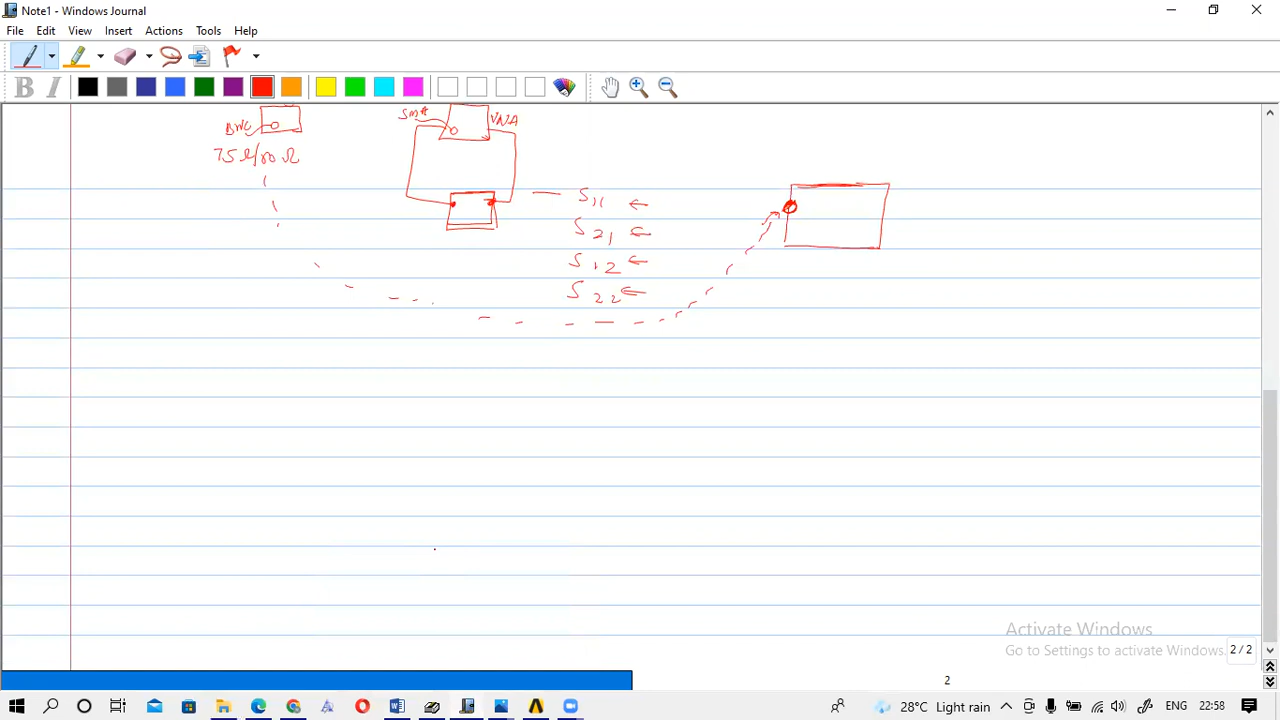 Note1 - Windows Journal
File Edit View Insert Actions Tools Help
B I
SMA VNA
BNC
75Ω/50Ω
S11
S21
S12
S22
Activate Windows
Go to Settings to activate Windows.
2 / 2
2
28°C Light rain ENG 22:58